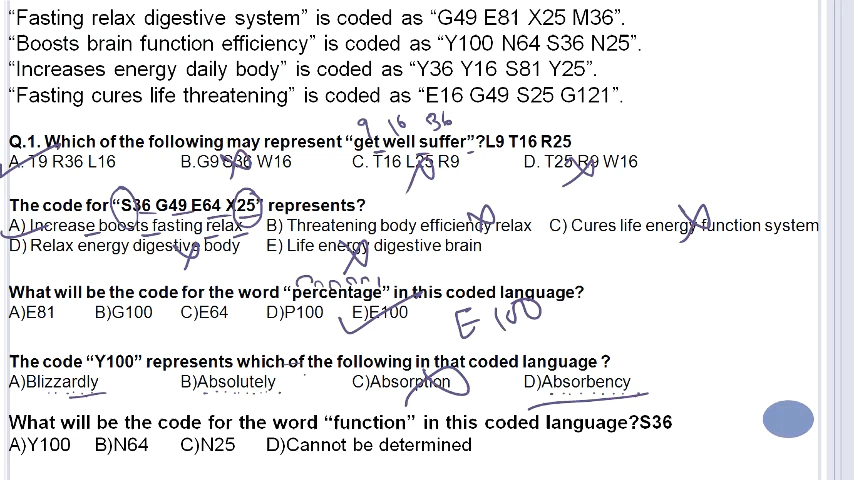 “Fasting relax digestive system” is coded as “G49 E81 X25 M36”.
“Boosts brain function efficiency” is coded as “Y100 N64 S36 N25”.
“Increases energy daily body” is coded as “Y36 Y16 S81 Y25”.
“Fasting cures life threatening” is coded as “E16 G49 S25 G121”.
9 16 36
Q.1. Which of the following may represent “get well suffer”?L9 T16 R25
A. T9 R36 L16 B.G9 S36 W16 C. T16 L25 R9 D. T25 R9 W16
The code for “S36 G49 E64 X25” represents?
A) Increase boosts fasting relax B) Threatening body efficiency relax C) Cures life energy function system
D) Relax energy digestive body E) Life energy digestive brain
What will be the code for the word “percentage” in this coded language?
A)E81 B)G100 C)E64 D)P100 E)E100
E 100
The code “Y100” represents which of the following in that coded language ?
A)Blizzardly B)Absolutely C)Absorption D)Absorbency
What will be the code for the word “function” in this coded language?S36
A)Y100 B)N64 C)N25 D)Cannot be determined